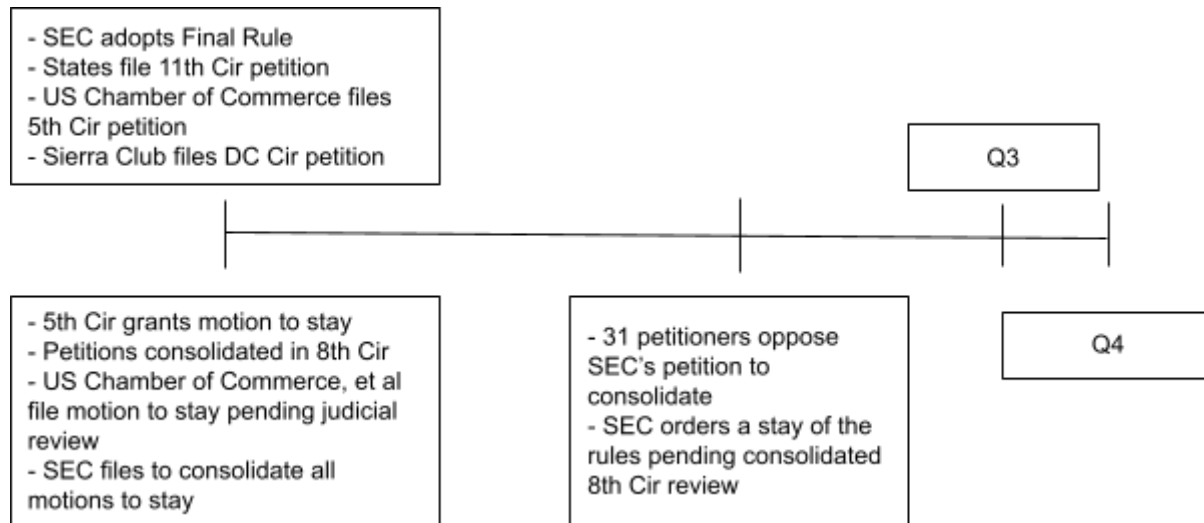 - SEC adopts Final Rule
- States file 11th Cir petition
- US Chamber of Commerce files
5th Cir petition
- Sierra Club files DC Cir petition
Q3
- 5th Cir grants motion to stay
- Petitions consolidated in 8th Cir
- US Chamber of Commerce, et al
file motion to stay pending judicial
review
- SEC files to consolidate all
motions to stay
- 31 petitioners oppose
SEC's petition to
consolidate
- SEC orders a stay of the
rules pending consolidated
8th Cir review
Q4